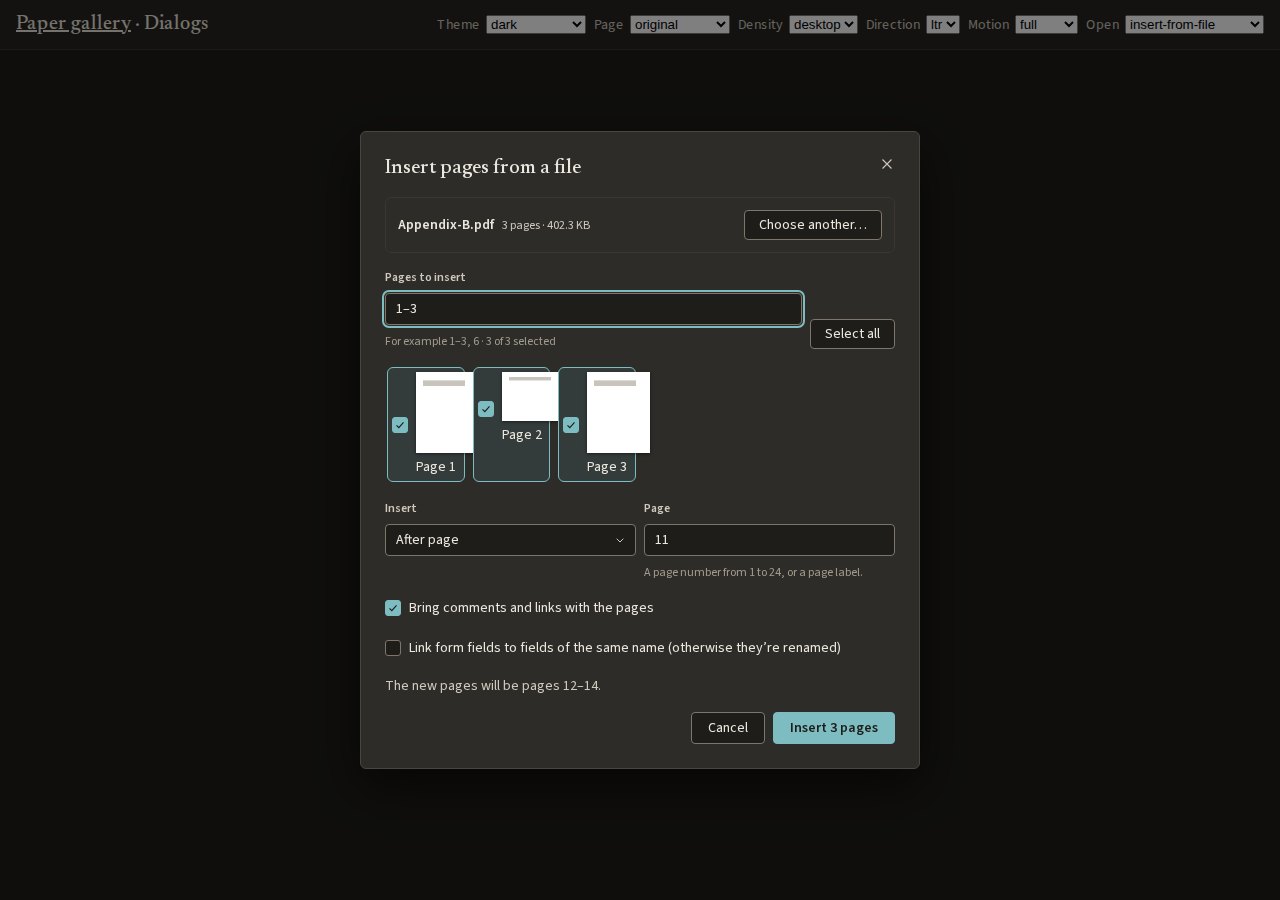 Paper gallery · Dialogs
Theme dark Page original Density desktop Direction ltr Motion full Open insert-from-file
Insert pages from a file
Appendix-B.pdf 3 pages · 402.3 KB Choose another…
Pages to insert
1–3
For example 1–3, 6 · 3 of 3 selected
Select all
Page 1
Page 2
Page 3
Insert
After page
Page
11
A page number from 1 to 24, or a page label.
Bring comments and links with the pages
Link form fields to fields of the same name (otherwise they’re renamed)
The new pages will be pages 12–14.
Cancel
Insert 3 pages